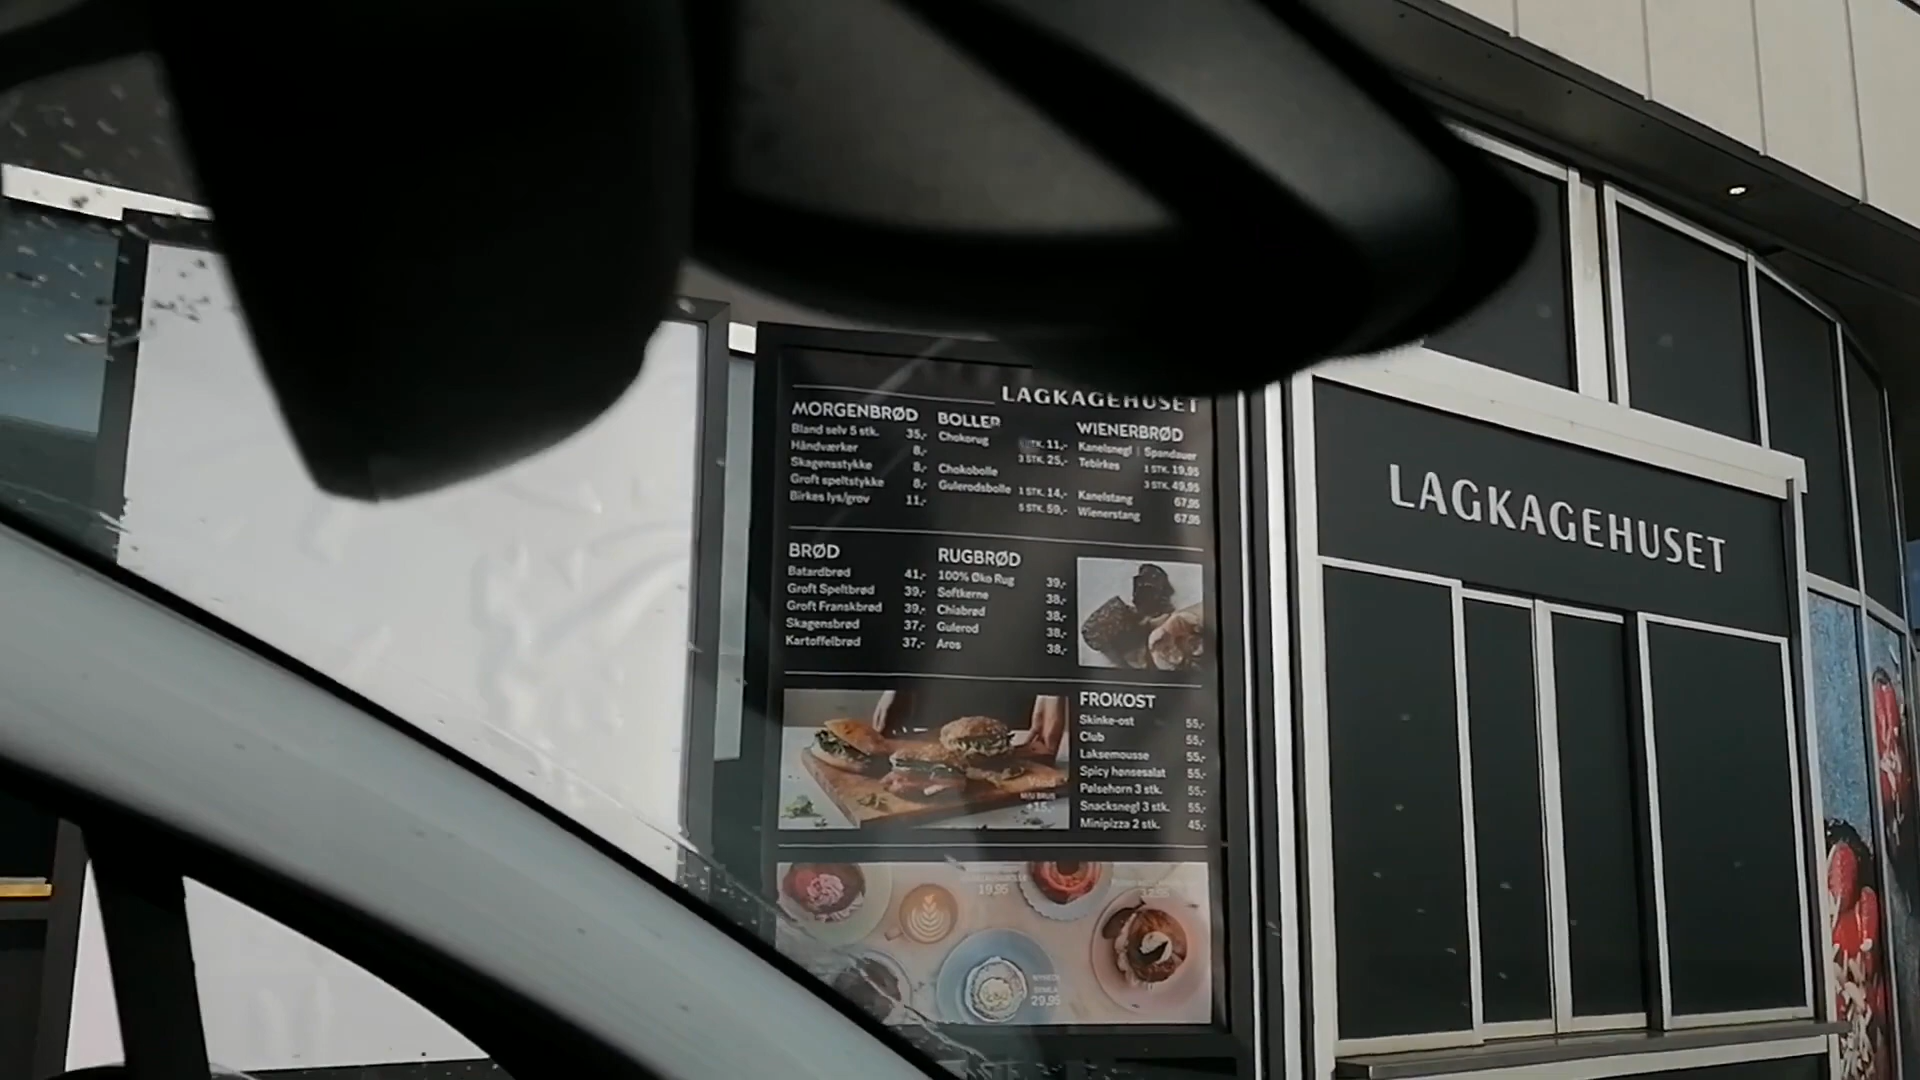 LAGKAGEHUSET
MORGENBRØD
Bland selv 5 stk. 35,-
Håndværker 8,-
Skagensstykke 8,-
Groft speltstykke 8,-
Birkes lys/grov 11,-
BOLLER
Chokorug STK. 11,-
3 STK. 25,-
Chokobolle
Gulerodsbolle 1 STK. 14,-
5 STK. 59,-
WIENERBRØD
Kanelsnegl | Spandauer
Tebirkes 1 STK. 19,95
3 STK. 49,95
Kanelstang 67,95
Wienerstang 67,95
BRØD
Batardbrød 41,-
Groft Speltbrød 39,-
Groft Franskbrød 39,-
Skagensbrød 37,-
Kartoffelbrød 37,-
RUGBRØD
100% Øko Rug 39,-
Softkerne 38,-
Chiabrød 38,-
Gulerod 38,-
Aros 38,-
FROKOST
Skinke-ost 55,-
Club 55,-
Laksemousse 55,-
Spicy hønsesalat 55,-
Pølsehorn 3 stk. 55,-
Snacksnegl 3 stk. 55,-
Minipizza 2 stk. 45,-
+15,-
19,95
29,95
LAGKAGEHUSET